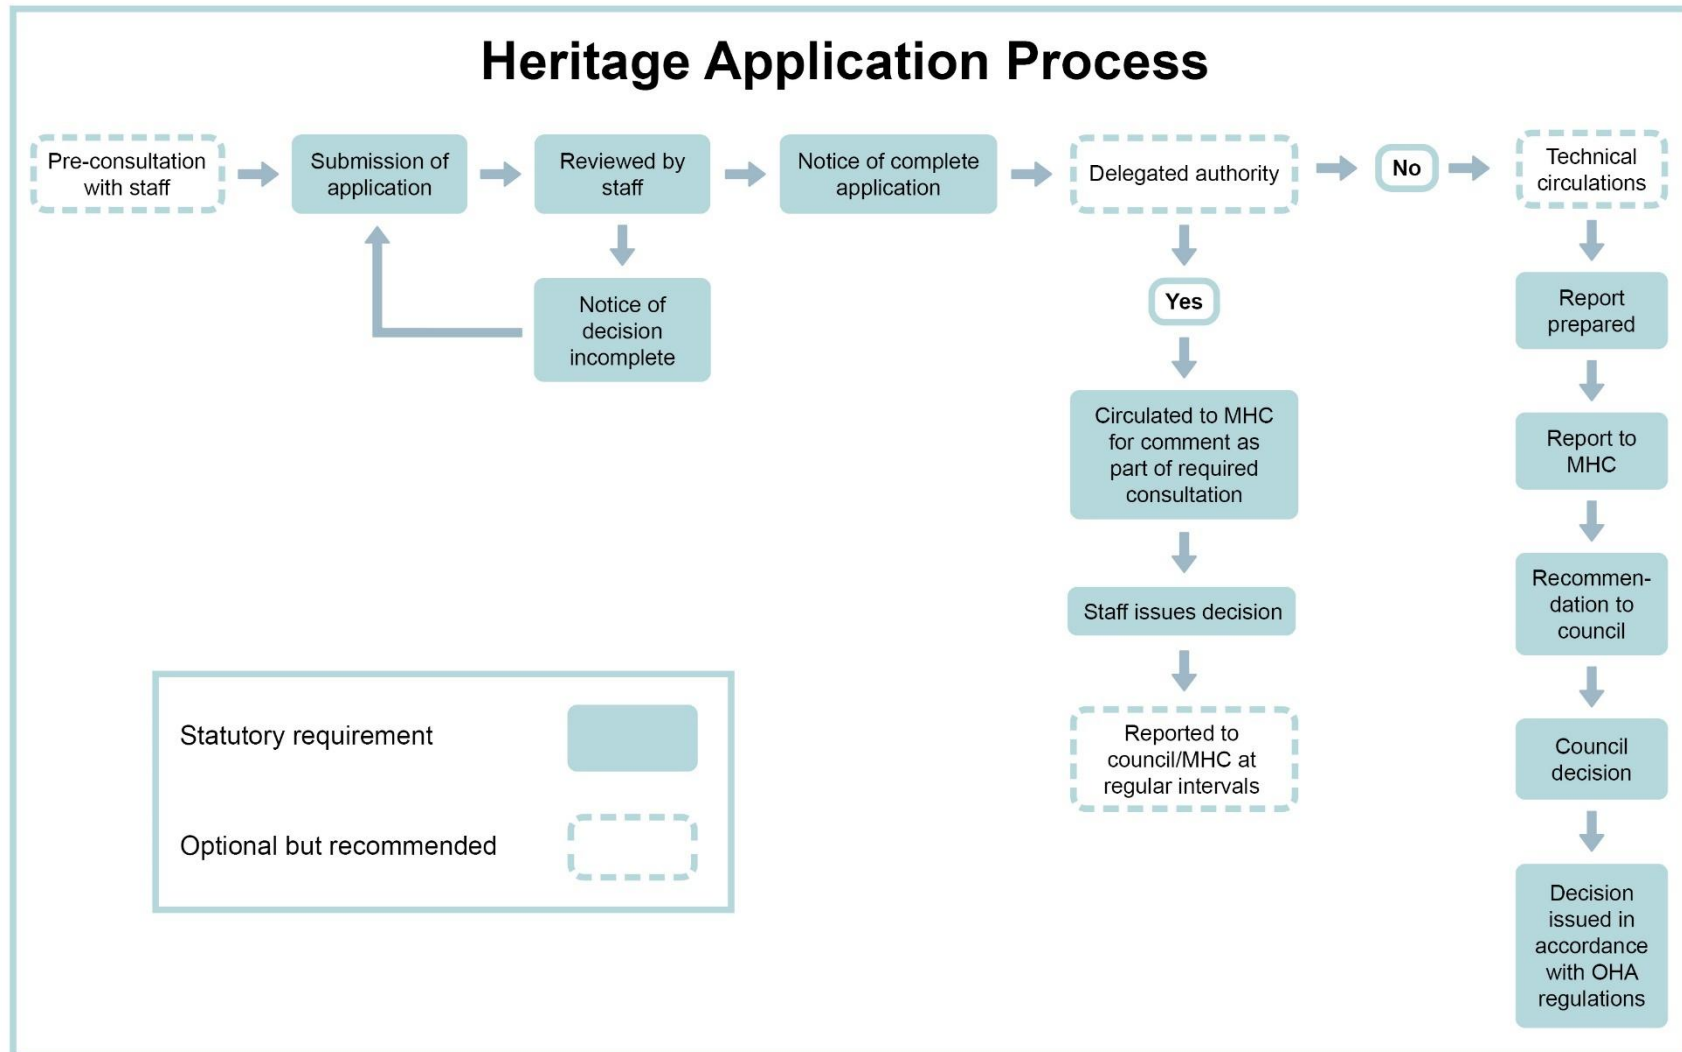 Heritage Application Process
Pre-consultation
with staff
Submission of
application
Reviewed by
staff
Notice of complete
application
Delegated authority
No
Technical
circulations
Notice of
decision
incomplete
Yes
Circulated to MHC
for comment as
part of required
consultation
Staff issues decision
Reported to
council/MHC at
regular intervals
Report
prepared
Report to
MHC
Recommen-
dation to
council
Council
decision
Decision
issued in
accordance
with OHA
regulations
Statutory requirement
Optional but recommended